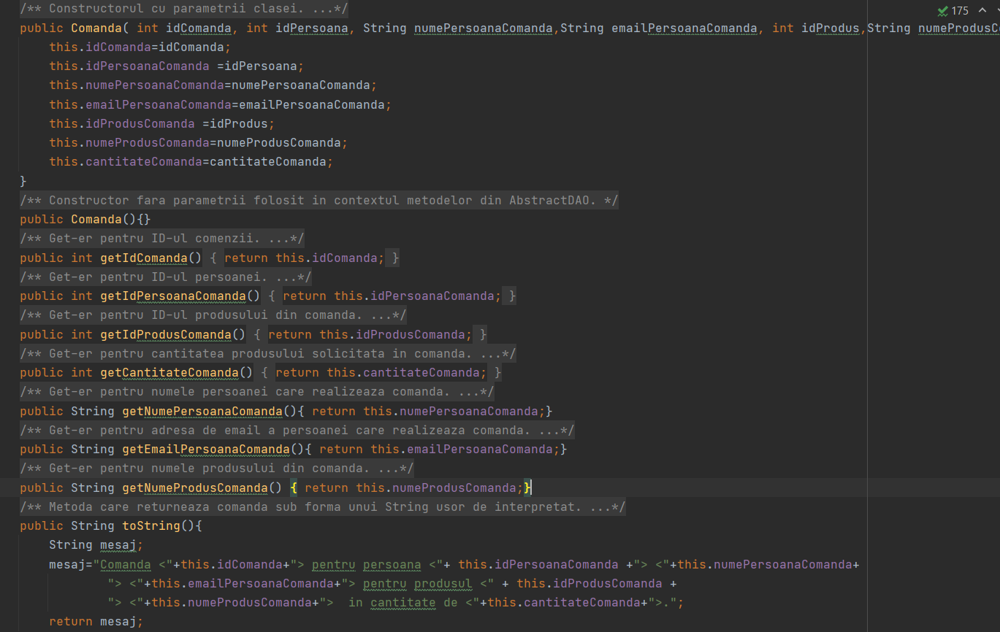 /** Constructorul cu parametrii clasei. ...*/
175
public Comanda( int idComanda, int idPersoana, String numePersoanaComanda,String emailPersoanaComanda, int idProdus,String numeProdusC
this.idComanda=idComanda;
this.idPersoanaComanda =idPersoana;
this.numePersoanaComanda=numePersoanaComanda;
this.emailPersoanaComanda=emailPersoanaComanda;
this.idProdusComanda =idProdus;
this.numeProdusComanda=numeProdusComanda;
this.cantitateComanda=cantitateComanda;
}
/** Constructor fara parametrii folosit in contextul metodelor din AbstractDAO. */
public Comanda(){}
/** Get-er pentru ID-ul comenzii. ...*/
public int getIdComanda() { return this.idComanda; }
/** Get-er pentru ID-ul persoanei. ...*/
public int getIdPersoanaComanda() { return this.idPersoanaComanda; }
/** Get-er pentru ID-ul produsului din comanda. ...*/
public int getIdProdusComanda() { return this.idProdusComanda; }
/** Get-er pentru cantitatea produsului solicitata in comanda. ...*/
public int getCantitateComanda() { return this.cantitateComanda; }
/** Get-er pentru numele persoanei care realizeaza comanda. ...*/
public String getNumePersoanaComanda(){ return this.numePersoanaComanda;}
/** Get-er pentru adresa de email a persoanei care realizeaza comanda. ...*/
public String getEmailPersoanaComanda(){ return this.emailPersoanaComanda;}
/** Get-er pentru numele produsului din comanda. ...*/
public String getNumeProdusComanda() { return this.numeProdusComanda;}
/** Metoda care returneaza comanda sub forma unui String usor de interpretat. ...*/
public String toString(){
String mesaj;
mesaj="Comanda <"+this.idComanda+"> pentru persoana <"+ this.idPersoanaComanda +"> <"+this.numePersoanaComanda+
"> <"+this.emailPersoanaComanda+"> pentru produsul <" + this.idProdusComanda +
"> <"+this.numeProdusComanda+">  in cantitate de <"+this.cantitateComanda+">.";
return mesaj;